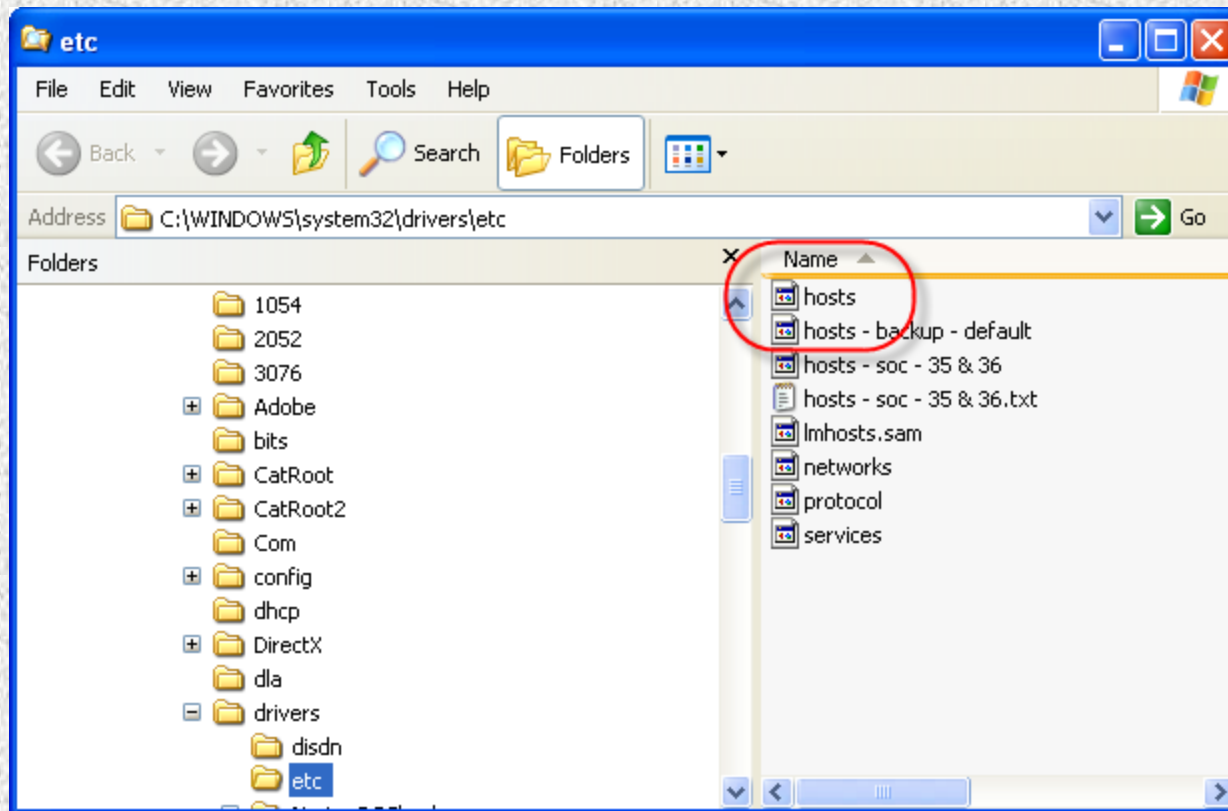 etc
File Edit View Favorites Tools Help
Back Search Folders
Address C:\WINDOWS\system32\drivers\etc Go
Folders
Name
1054
2052
3076
Adobe
bits
CatRoot
CatRoot2
Com
config
dhcp
DirectX
dla
drivers
disdn
etc
hosts
hosts - backup - default
hosts - soc - 35 & 36
hosts - soc - 35 & 36.txt
lmhosts.sam
networks
protocol
services